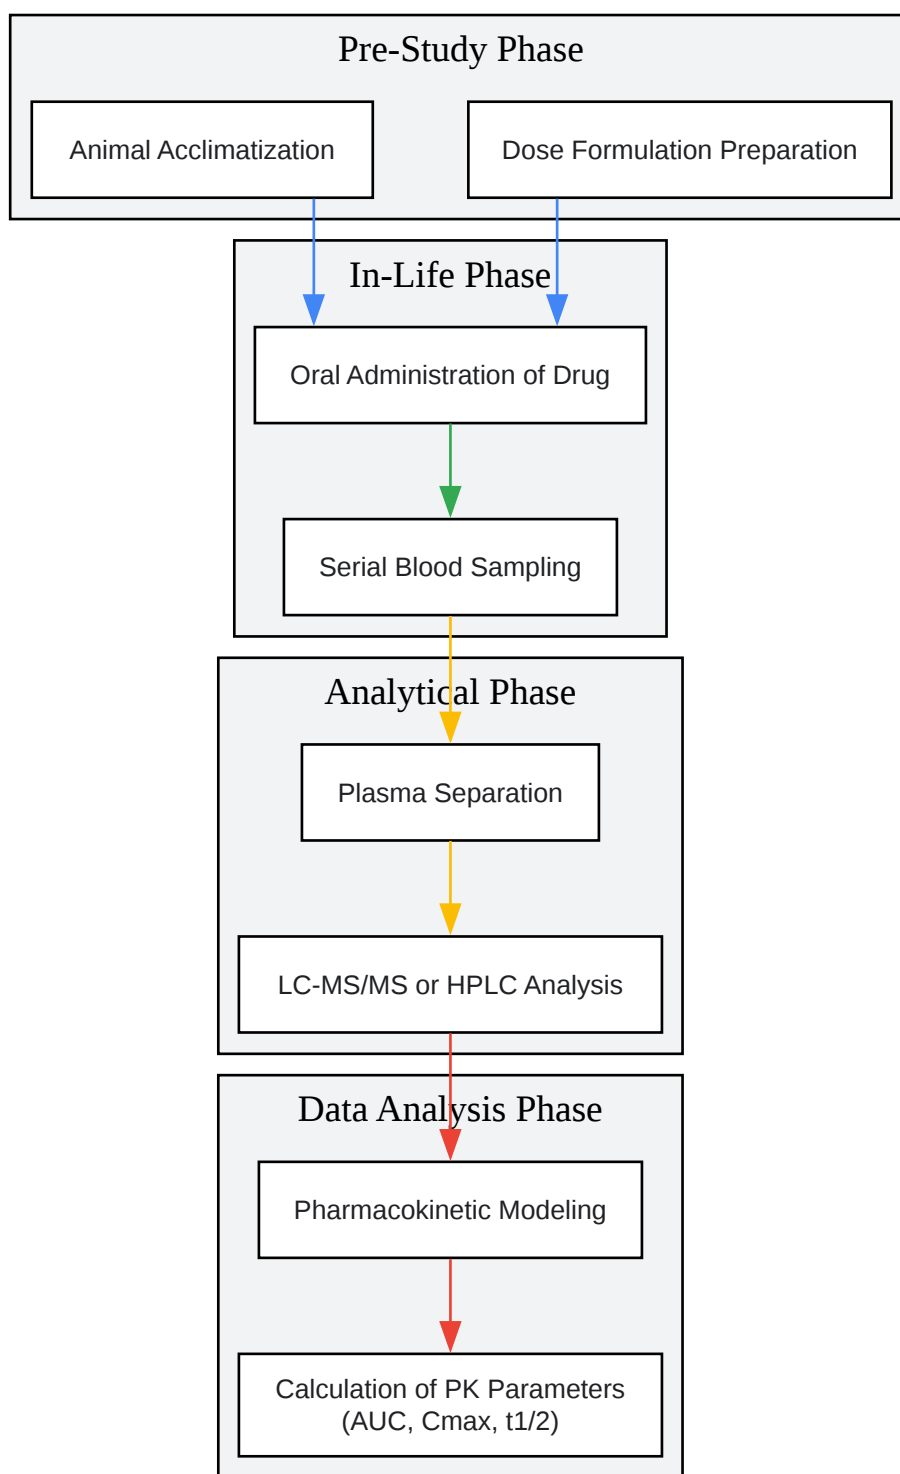 Pre-Study Phase
Animal Acclimatization
Dose Formulation Preparation
In-Life Phase
Oral Administration of Drug
Serial Blood Sampling
Analytical Phase
Plasma Separation
LC-MS/MS or HPLC Analysis
Data Analysis Phase
Pharmacokinetic Modeling
Calculation of PK Parameters
(AUC, Cmax, t1/2)